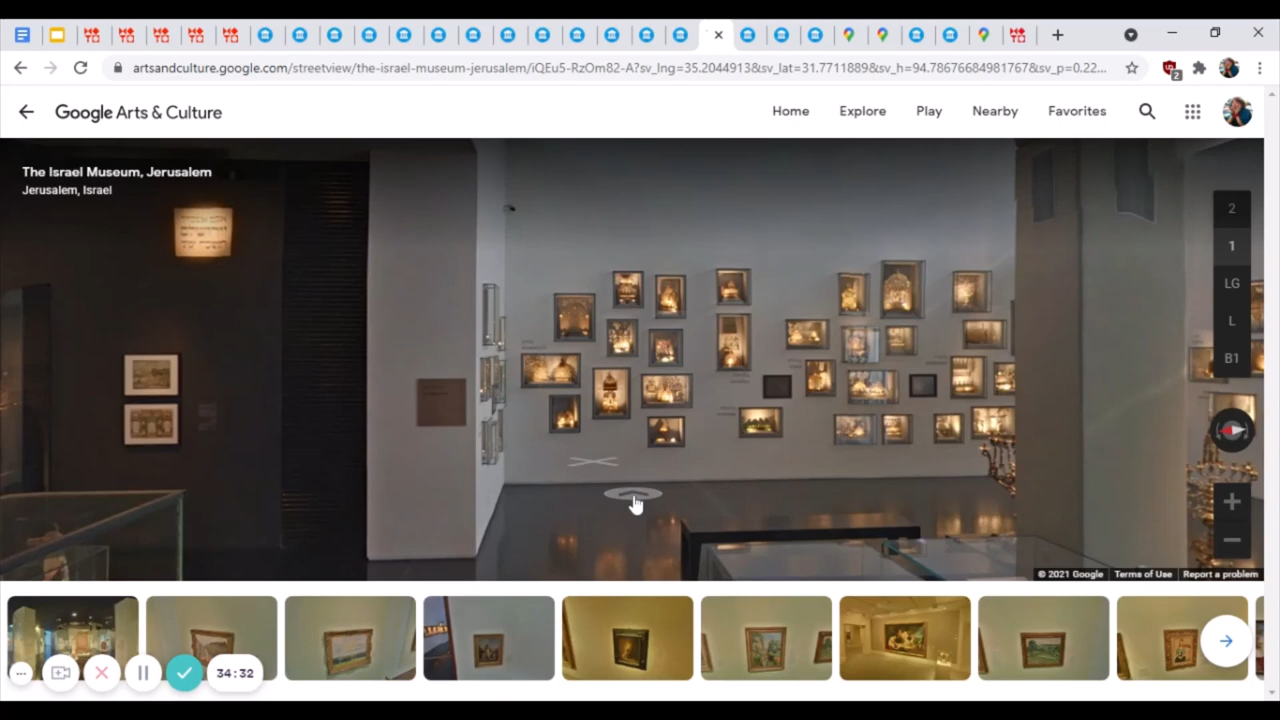 artsandculture.google.com/streetview/the-israel-museum-jerusalem/iQEu5-RzOm82-A?sv_lng=35.2044913&sv_lat=31.7711889&sv_h=94.78676684981767&sv_p=0.22...
2
Google Arts & Culture
Home
Explore
Play
Nearby
Favorites
The Israel Museum, Jerusalem
Jerusalem, Israel
2
1
LG
L
B1
© 2021 Google
Terms of Use
Report a problem
34:32